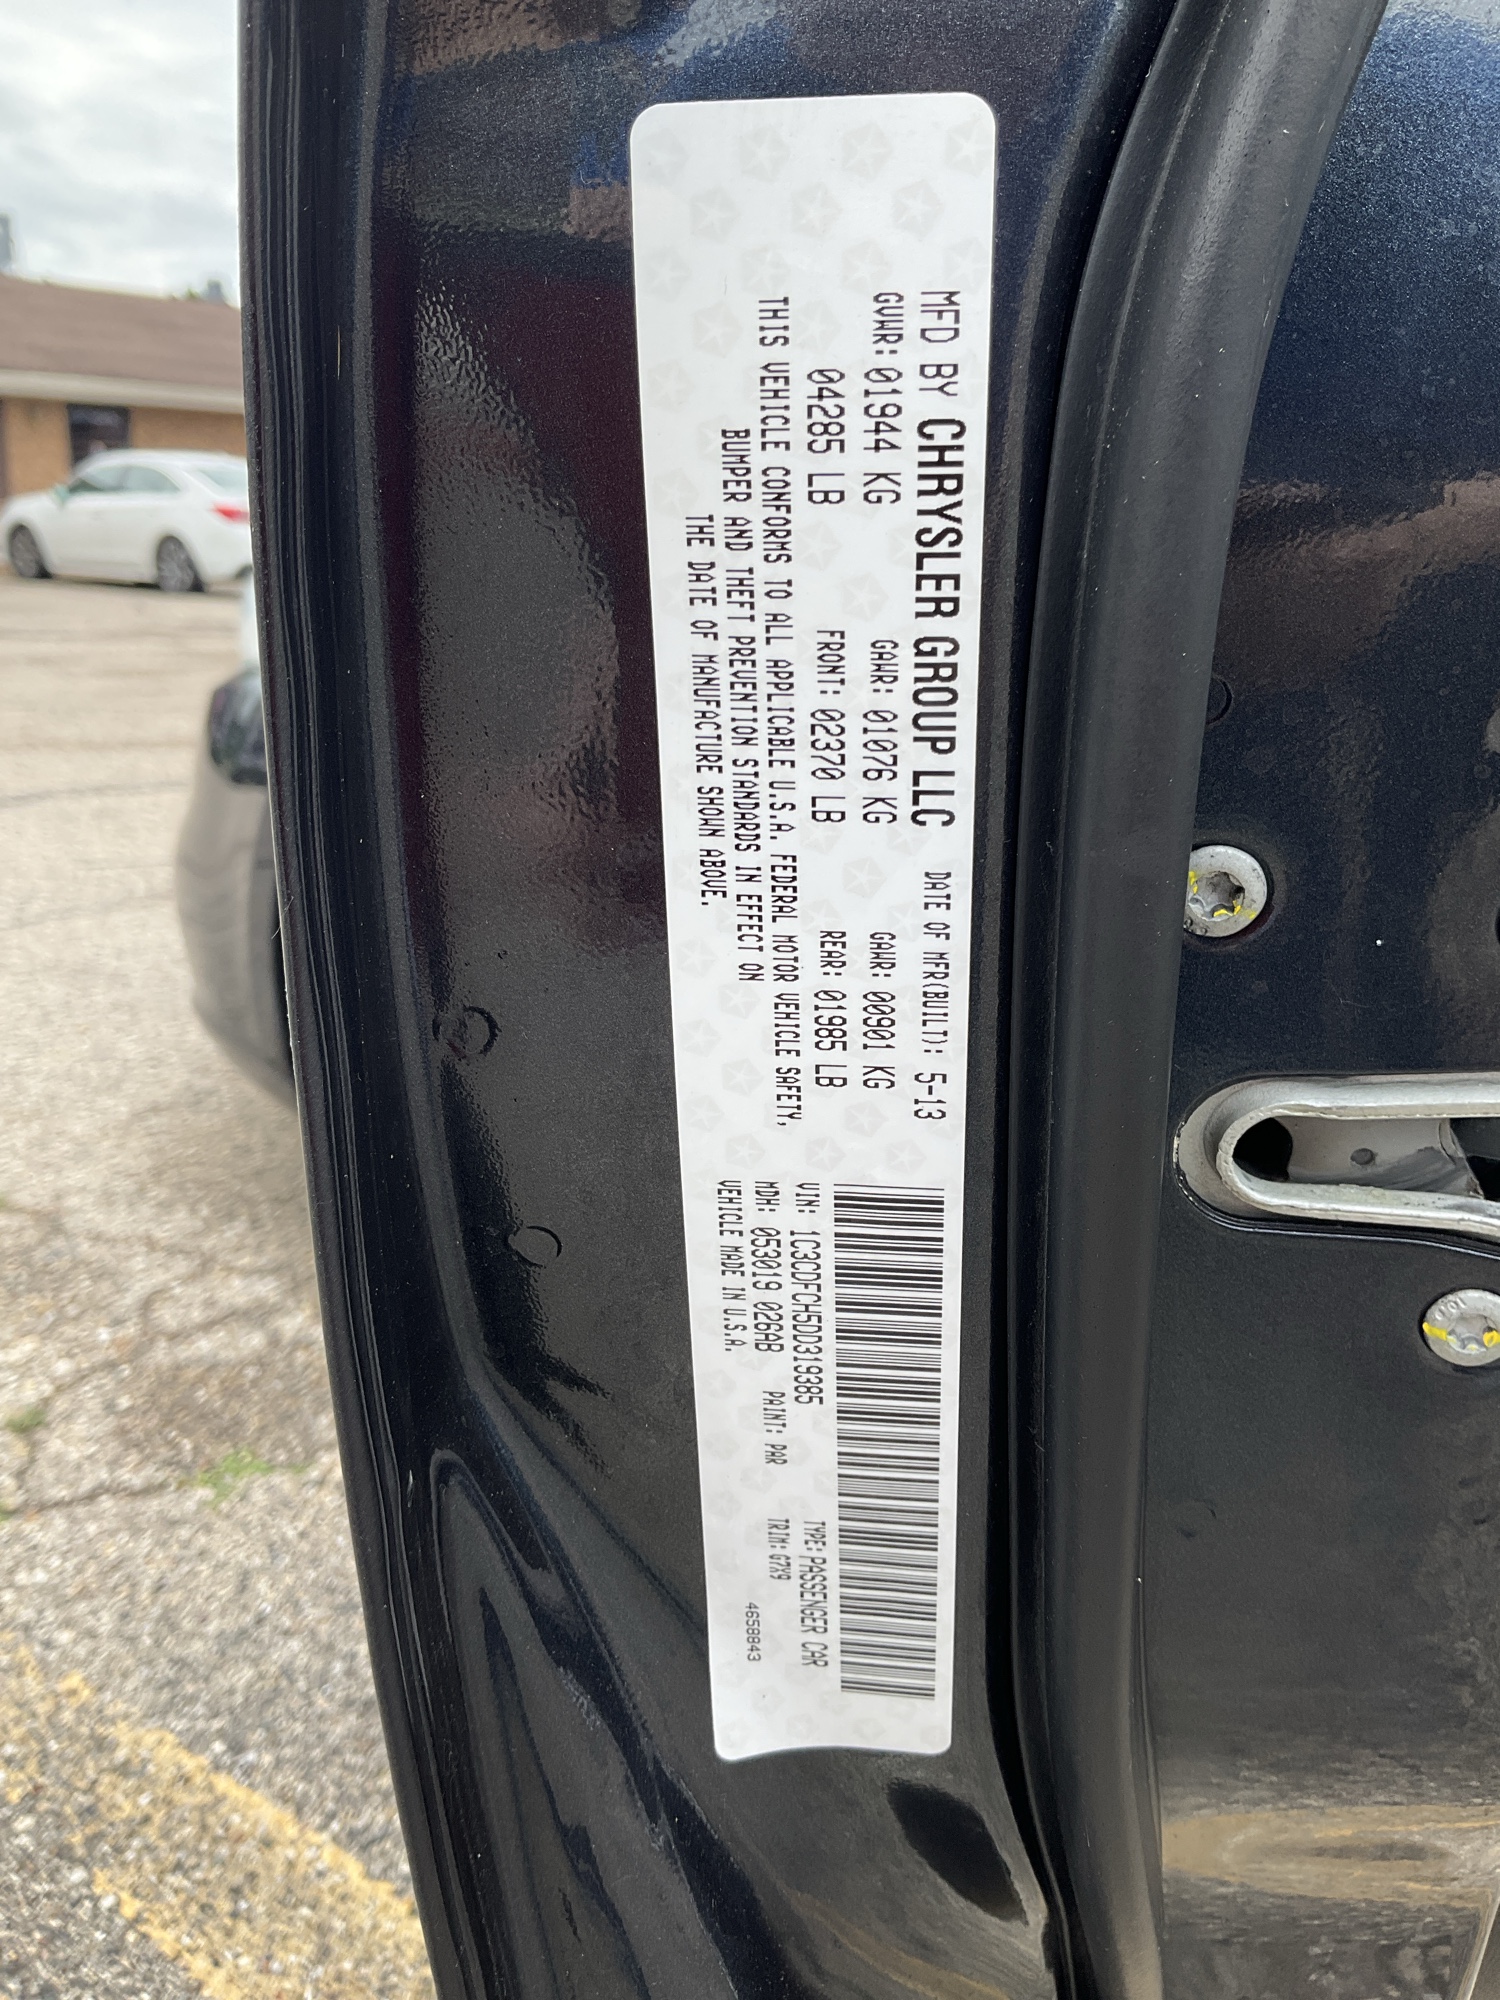 MFD BY CHRYSLER GROUP LLC DATE OF MFR(BUILT): 5-13
GVWR: 01944 KG GAWR: 01076 KG GAWR: 00901 KG
04285 LB FRONT: 02370 LB REAR: 01985 LB
THIS VEHICLE CONFORMS TO ALL APPLICABLE U.S.A. FEDERAL MOTOR VEHICLE SAFETY,
BUMPER AND THEFT PREVENTION STANDARDS IN EFFECT ON
THE DATE OF MANUFACTURE SHOWN ABOVE.
VIN: 1C3CDFCH5DD319385 TYPE: PASSENGER CAR
MDH: 053019 026AB PAINT: PAR TRIM: G7X9
VEHICLE MADE IN U.S.A. 4658843